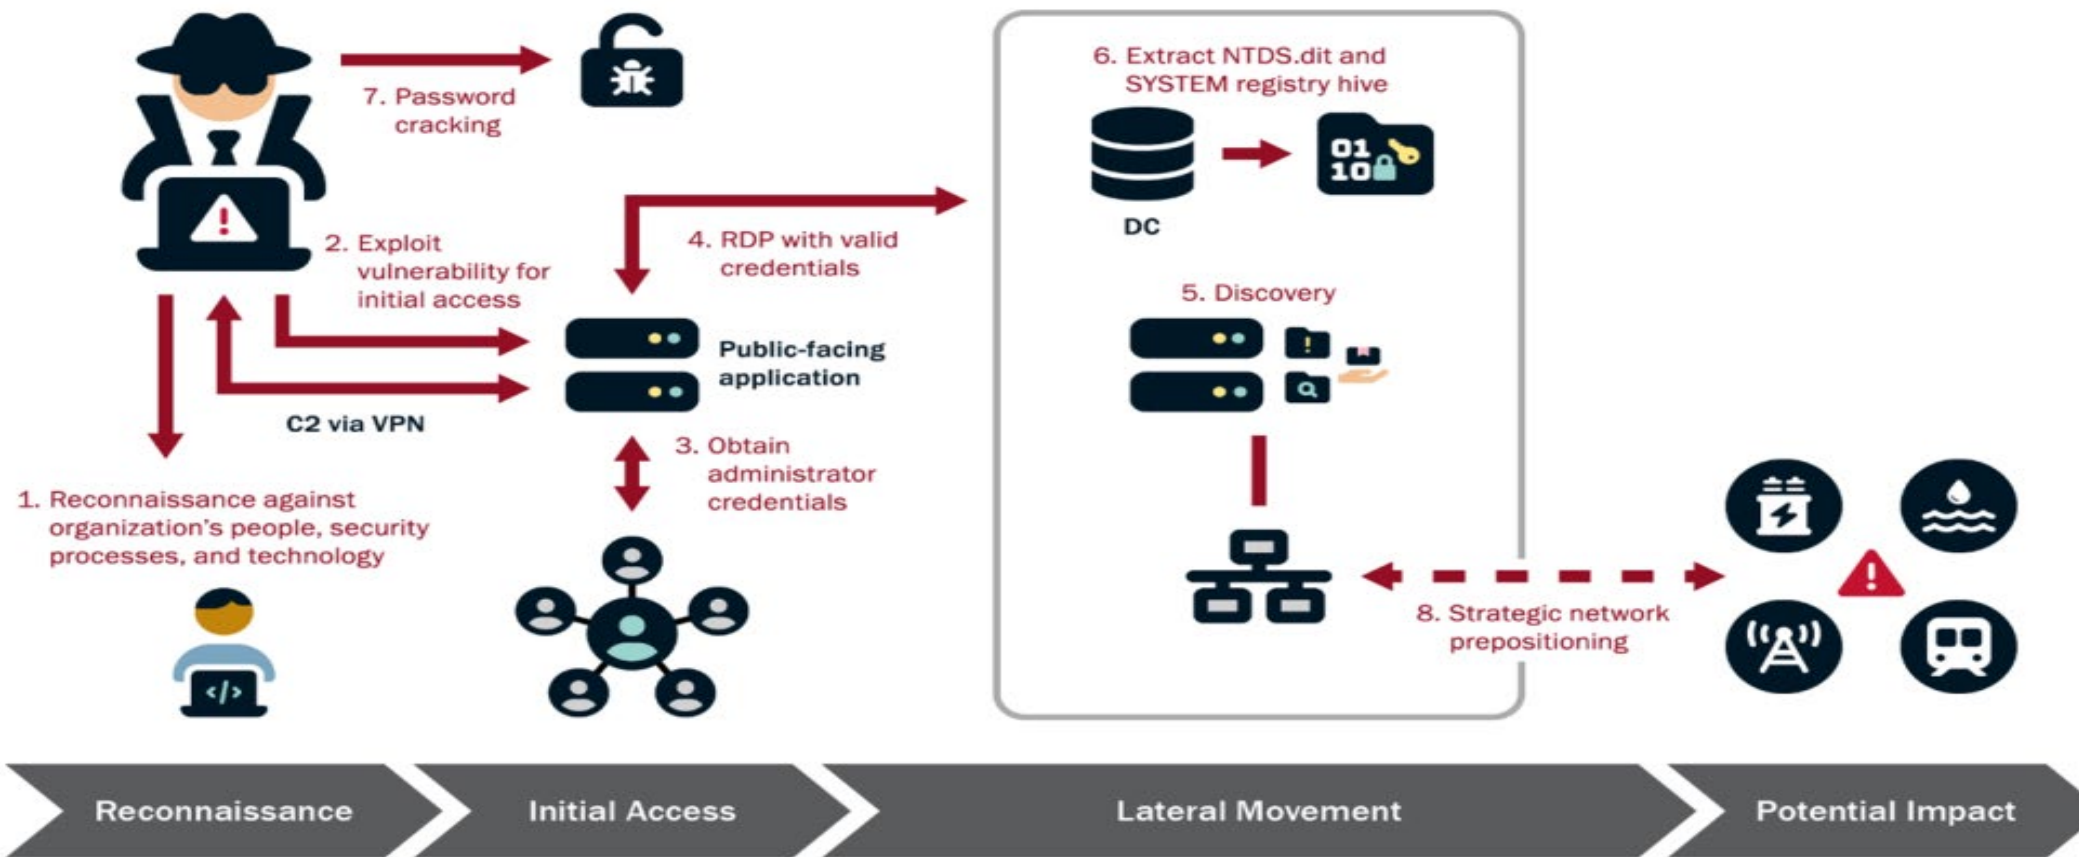 7. Password
cracking
6. Extract NTDS.dit and
SYSTEM registry hive
01
10
DC
2. Exploit
vulnerability for
initial access
4. RDP with valid
credentials
5. Discovery
Public-facing
application
C2 via VPN
3. Obtain
administrator
credentials
1. Reconnaissance against
organization's people, security
processes, and technology
</>
8. Strategic network
prepositioning
Reconnaissance
Initial Access
Lateral Movement
Potential Impact